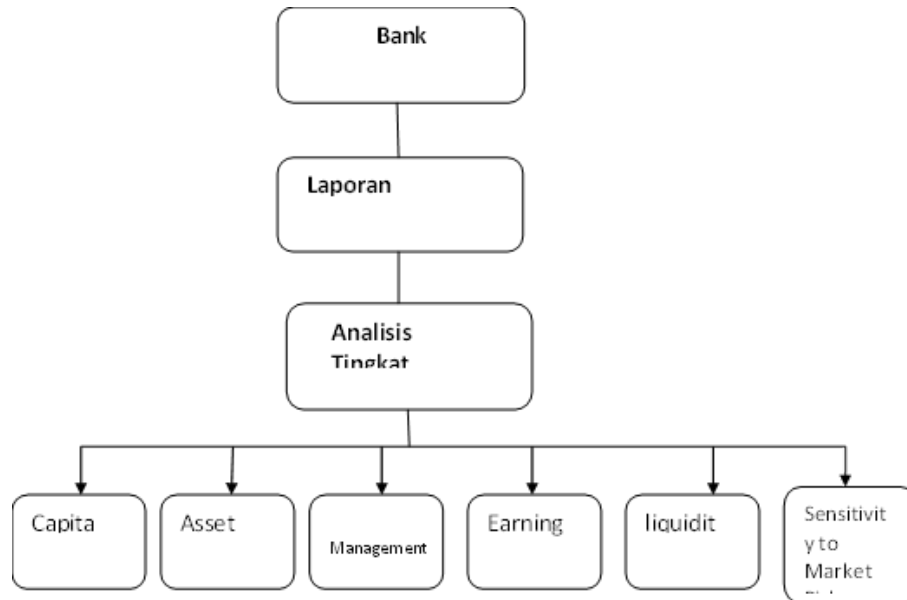 Bank
Laporan
Analisis
Tingkat
Capita
Asset
Management
Earning
liquidit
Sensitivit
y to
Market